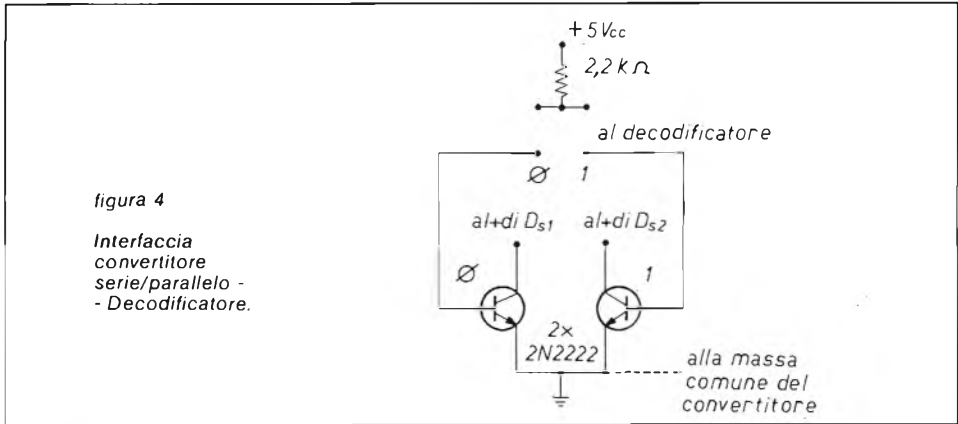 +5Vcc
2,2 kΩ
al decodificatore
Ø 1
figura 4
Interfaccia
convertitore
serie/parallelo -
- Decodificatore.
al+di Ds1 al+di Ds2
Ø 1
2×
2N2222
alla massa
comune del
convertitore